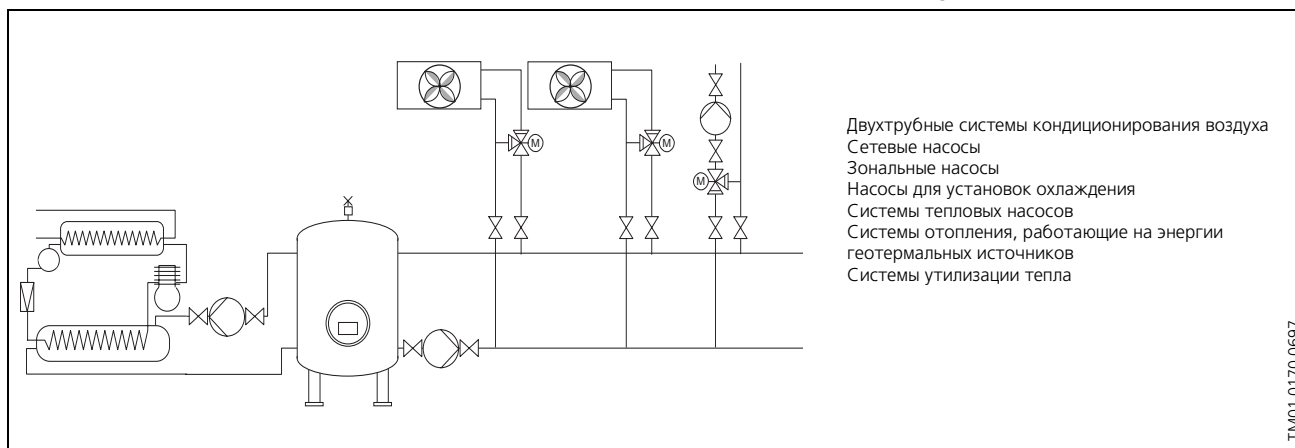 M
M
M
Двухтрубные системы кондиционирования воздуха
Сетевые насосы
Зональные насосы
Насосы для установок охлаждения
Системы тепловых насосов
Системы отопления, работающие на энергии
геотермальных источников
Системы утилизации тепла
TM01 0170 0697